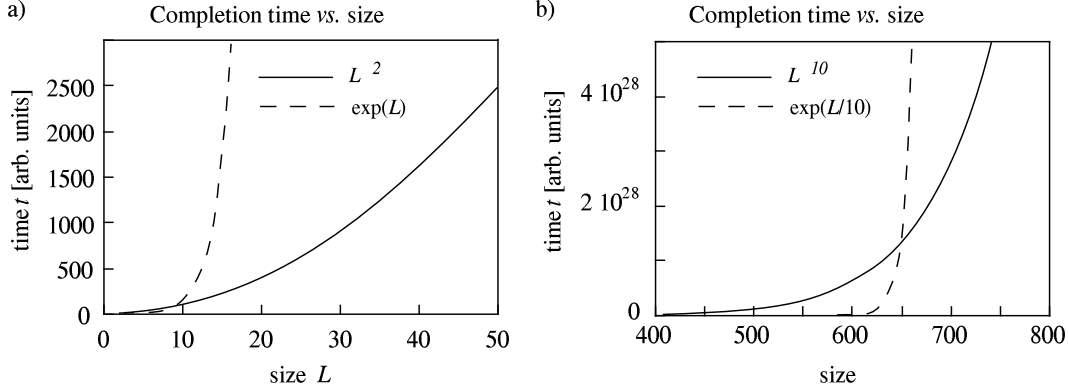 a)
Completion time vs. size
time t [arb. units]
2500
2000
1500
1000
500
0
L 2
exp(L)
0 10 20 30 40 50
size L
b)
Completion time vs. size
time t [arb. units]
4 10^28
2 10^28
0
L 10
exp(L/10)
400 500 600 700 800
size